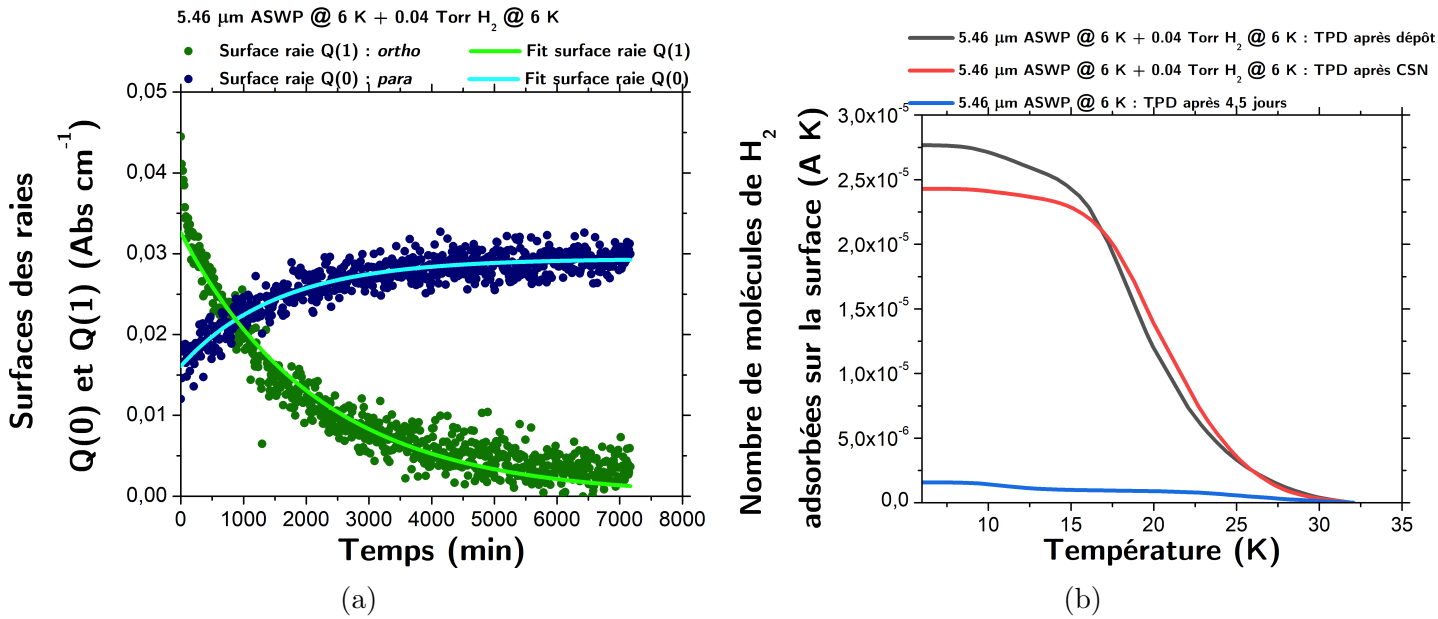 5.46 μm ASWP @ 6 K + 0.04 Torr H2 @ 6 K
Surface raie Q(1) : ortho
Fit surface raie Q(1)
Surface raie Q(0) : para
Fit surface raie Q(0)
Surfaces des raies
Q(0) et Q(1) (Abs cm-1)
0,05
0,04
0,03
0,02
0,01
0,00
0 1000 2000 3000 4000 5000 6000 7000 8000
Temps (min)
(a)
5.46 μm ASWP @ 6 K + 0.04 Torr H2 @ 6 K : TPD après dépôt
5.46 μm ASWP @ 6 K + 0.04 Torr H2 @ 6 K : TPD après CSN
5.46 μm ASWP @ 6 K : TPD après 4,5 jours
Nombre de molécules de H2
adsorbées sur la surface (A K)
3,0x10-5
2,5x10-5
2,0x10-5
1,5x10-5
1,0x10-5
5,0x10-6
0,0
10 15 20 25 30 35
Température (K)
(b)